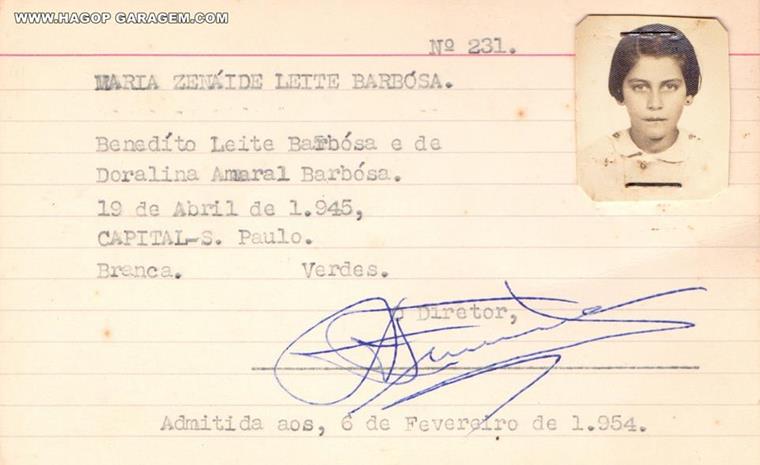 WWW.HAGOP GARAGEM.COM
Nº 231.
MARIA ZENÁIDE LEITE BARBÓSA.
Benedíto Leite Barbósa e de
Doralina Amaral Barbósa.
19 de Abril de 1.945,
CAPITAL-S. Paulo.
Branca. Verdes.
O Diretor,
Admitida aos, 6 de Fevereiro de 1.954.